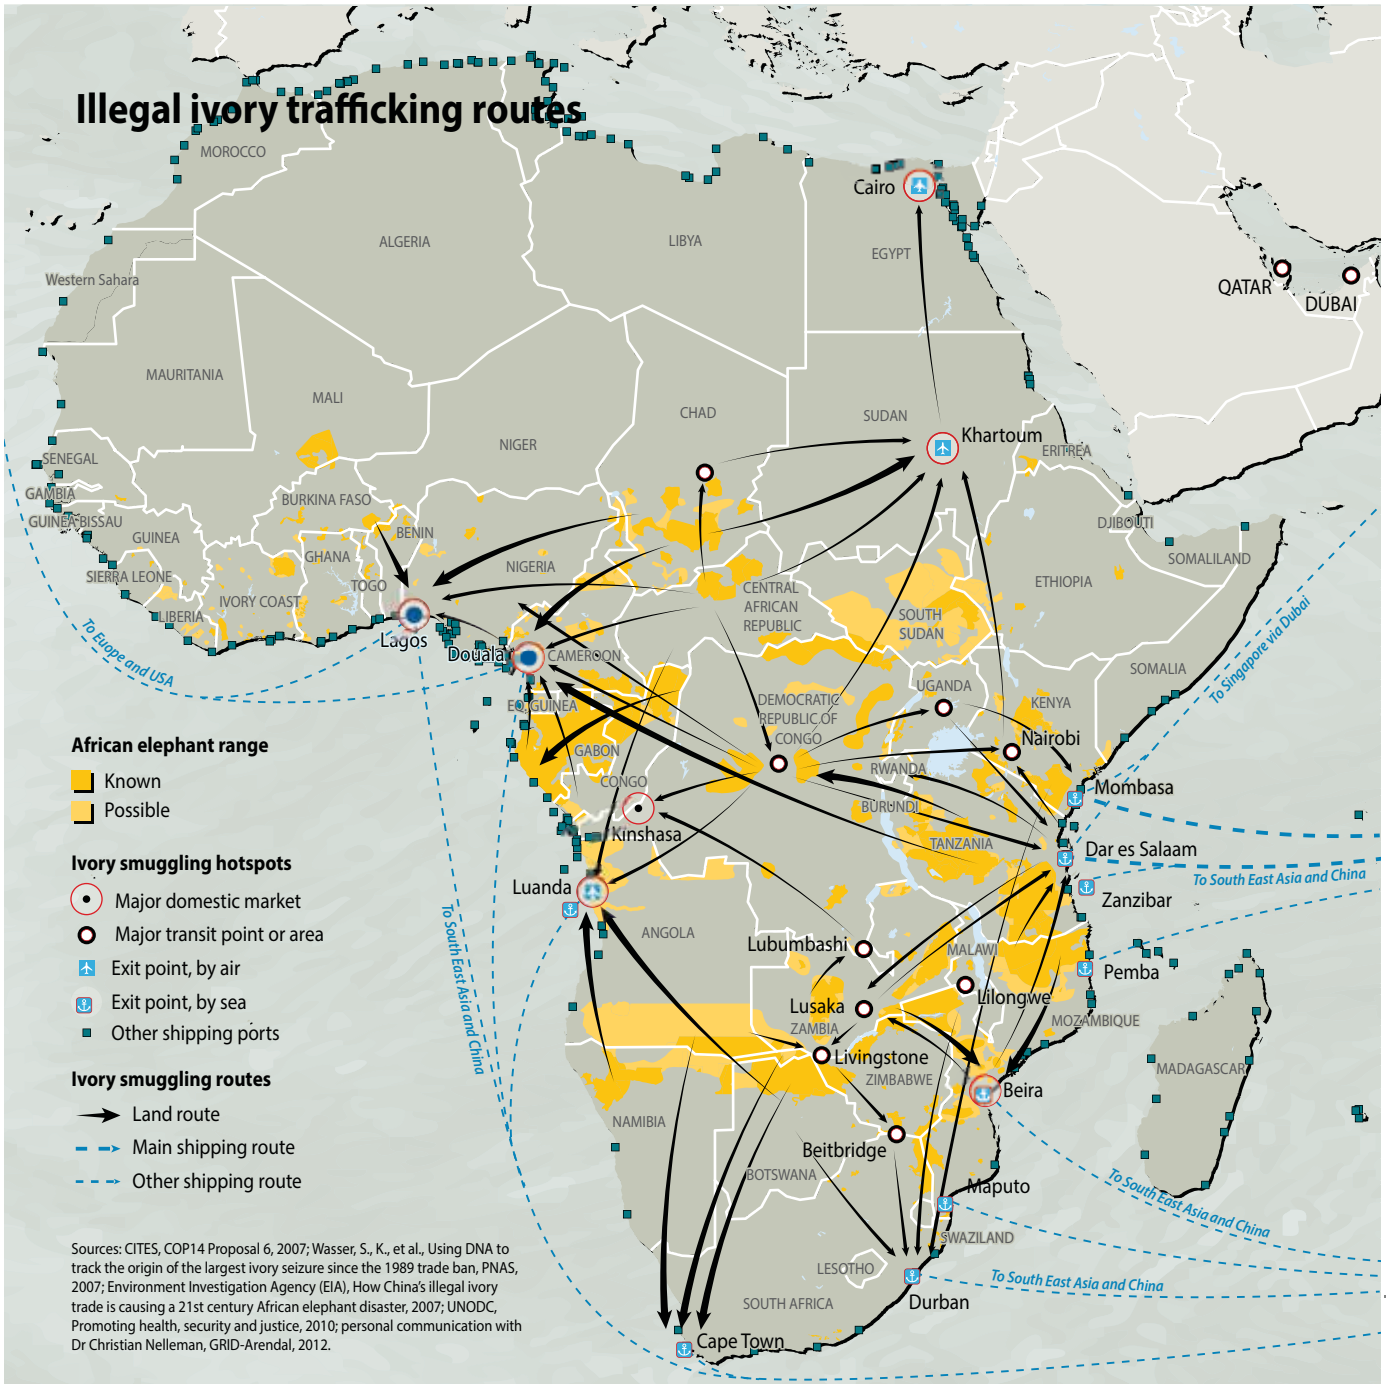 Illegal ivory trafficking routes
MOROCCO
Cairo
ALGERIA
LIBYA
EGYPT
Western Sahara
QATAR
DUBAI
MAURITANIA
MALI
NIGER
CHAD
SUDAN
Khartoum
ERITREA
SENEGAL
GAMBIA
GUINEA BISSAU
GUINEA
SIERRA LEONE
LIBERIA
IVORY COAST
BURKINA FASO
GHANA
TOGO
BENIN
NIGERIA
DJIBOUTI
SOMALILAND
ETHIOPIA
CENTRAL
AFRICAN
REPUBLIC
SOUTH
SUDAN
Lagos
Douala
CAMEROON
To Europe and USA
SOMALIA
To Singapore via Dubai
EQ. GUINEA
GABON
CONGO
DEMOCRATIC
REPUBLIC OF
CONGO
UGANDA
KENYA
Nairobi
RWANDA
BURUNDI
Mombasa
Kinshasa
TANZANIA
Dar es Salaam
To South East Asia and China
Zanzibar
Luanda
ANGOLA
Lubumbashi
MALAWI
Pemba
Lusaka
Lilongwe
ZAMBIA
MOZAMBIQUE
Livingstone
ZIMBABWE
Beira
MADAGASCAR
To South East Asia and China
NAMIBIA
Beitbridge
BOTSWANA
Maputo
To South East Asia and China
SWAZILAND
LESOTHO
To South East Asia and China
SOUTH AFRICA
Durban
Cape Town
African elephant range
Known
Possible
Ivory smuggling hotspots
Major domestic market
Major transit point or area
Exit point, by air
Exit point, by sea
Other shipping ports
Ivory smuggling routes
Land route
Main shipping route
Other shipping route
Sources: CITES, COP14 Proposal 6, 2007; Wasser, S., K., et al., Using DNA to
track the origin of the largest ivory seizure since the 1989 trade ban, PNAS,
2007; Environment Investigation Agency (EIA), How China's illegal ivory
trade is causing a 21st century African elephant disaster, 2007; UNODC,
Promoting health, security and justice, 2010; personal communication with
Dr Christian Nelleman, GRID-Arendal, 2012.